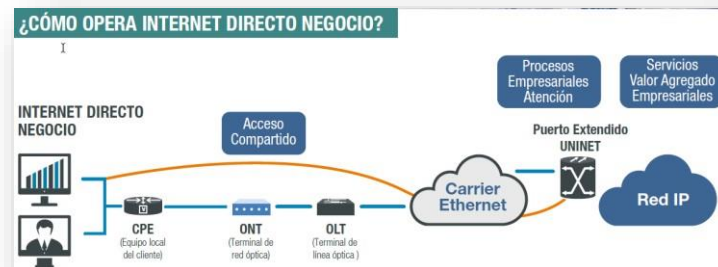 ¿CÓMO OPERA INTERNET DIRECTO NEGOCIO?
Procesos
Empresariales
Atención
Servicios
Valor Agregado
Empresariales
INTERNET DIRECTO
NEGOCIO
Acceso
Compartido
Puerto Extendido
UNINET
Carrier
Ethernet
Red IP
CPE
(Equipo local
del cliente)
ONT
(Terminal de
red óptica)
OLT
(Terminal de
línea óptica )